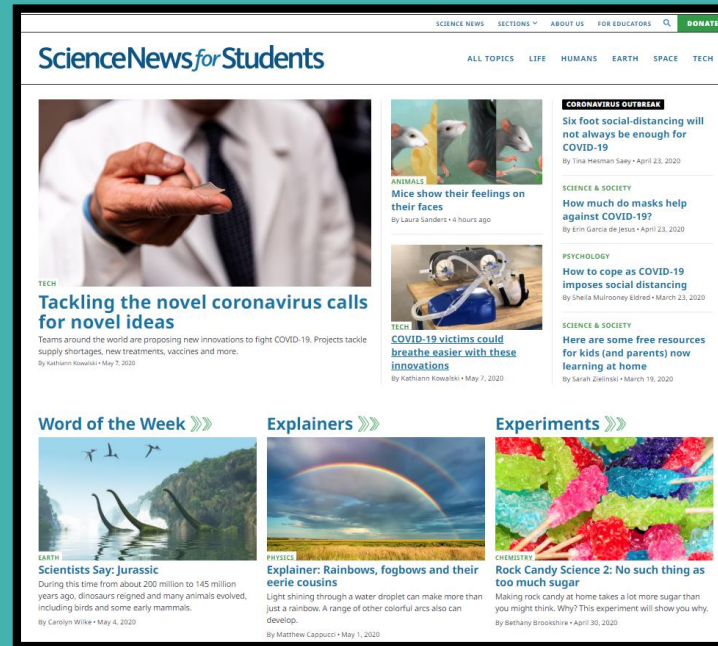 SCIENCE NEWS SECTIONS ABOUT US FOR EDUCATORS DONATE
ScienceNewsforStudents
ALL TOPICS LIFE HUMANS EARTH SPACE TECH
TECH
Tackling the novel coronavirus calls
for novel ideas
Teams around the world are proposing new innovations to fight COVID-19. Projects tackle
supply shortages, new treatments, vaccines and more.
By Kathiann Kowalski • May 7, 2020
ANIMALS
Mice show their feelings on
their faces
By Laura Sanders • 4 hours ago
TECH
COVID-19 victims could
breathe easier with these
innovations
By Kathiann Kowalski • May 7, 2020
CORONAVIRUS OUTBREAK
Six foot social-distancing will
not always be enough for
COVID-19
By Tina Hesman Saey • April 23, 2020
SCIENCE & SOCIETY
How much do masks help
against COVID-19?
By Erin Garcia de Jesus • April 23, 2020
PSYCHOLOGY
How to cope as COVID-19
imposes social distancing
By Sheila Mulrooney Eldred • March 23, 2020
SCIENCE & SOCIETY
Here are some free resources
for kids (and parents) now
learning at home
By Sarah Zielinski • March 19, 2020
Word of the Week
EARTH
Scientists Say: Jurassic
During this time from about 200 million to 145 million
years ago, dinosaurs reigned and many animals evolved,
including birds and some early mammals.
By Carolyn Wilke • May 4, 2020
Explainers
PHYSICS
Explainer: Rainbows, fogbows and their
eerie cousins
Light shining through a water droplet can make more than
just a rainbow. A range of other colorful arcs also can
develop.
By Matthew Cappucci • May 1, 2020
Experiments
CHEMISTRY
Rock Candy Science 2: No such thing as
too much sugar
Making rock candy at home takes a lot more sugar than
you might think. Why? This experiment will show you why.
By Bethany Brookshire • April 30, 2020